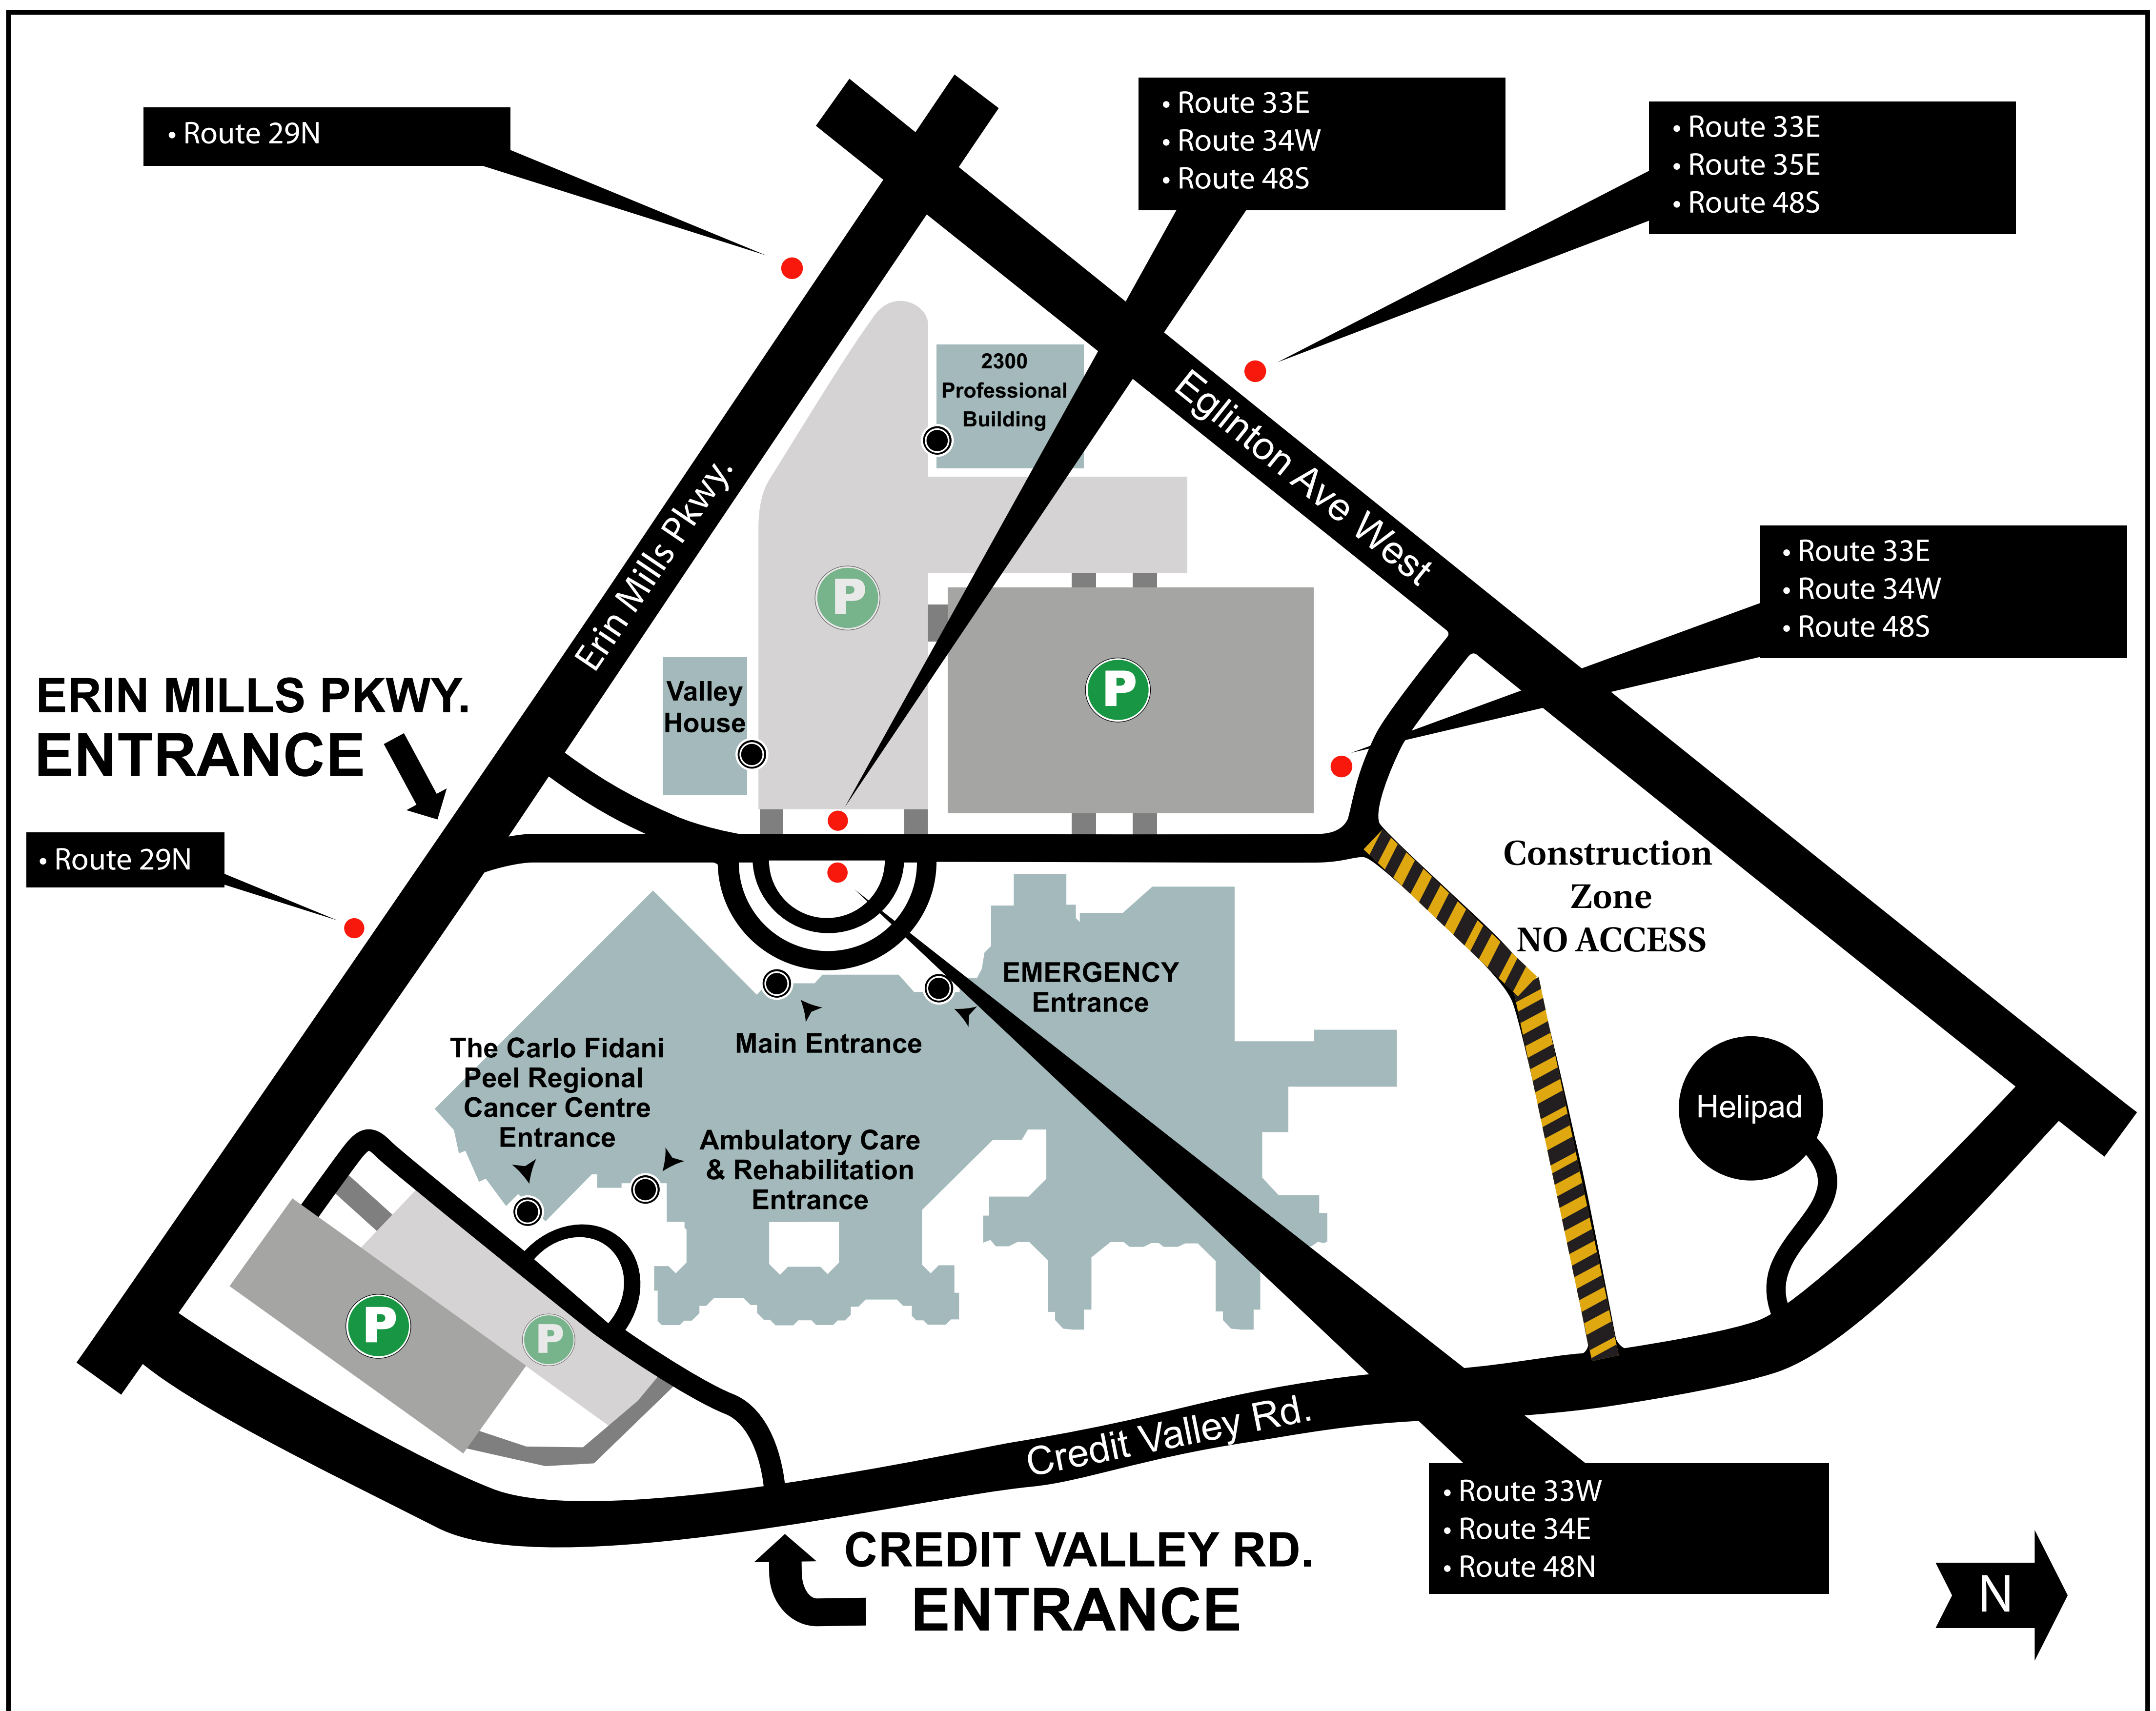 • Route 29N
• Route 33E
• Route 34W
• Route 48S
• Route 33E
• Route 35E
• Route 48S
2300
Professional
Building
Eglinton Ave West
Erin Mills Pkwy.
• Route 33E
• Route 34W
• Route 48S
P
P
Valley
House
ERIN MILLS PKWY.
ENTRANCE
• Route 29N
Construction
Zone
NO ACCESS
EMERGENCY
Entrance
Main Entrance
The Carlo Fidani
Peel Regional
Cancer Centre
Entrance
Ambulatory Care
& Rehabilitation
Entrance
Helipad
P
P
Credit Valley Rd.
• Route 33W
• Route 34E
• Route 48N
CREDIT VALLEY RD.
ENTRANCE
N